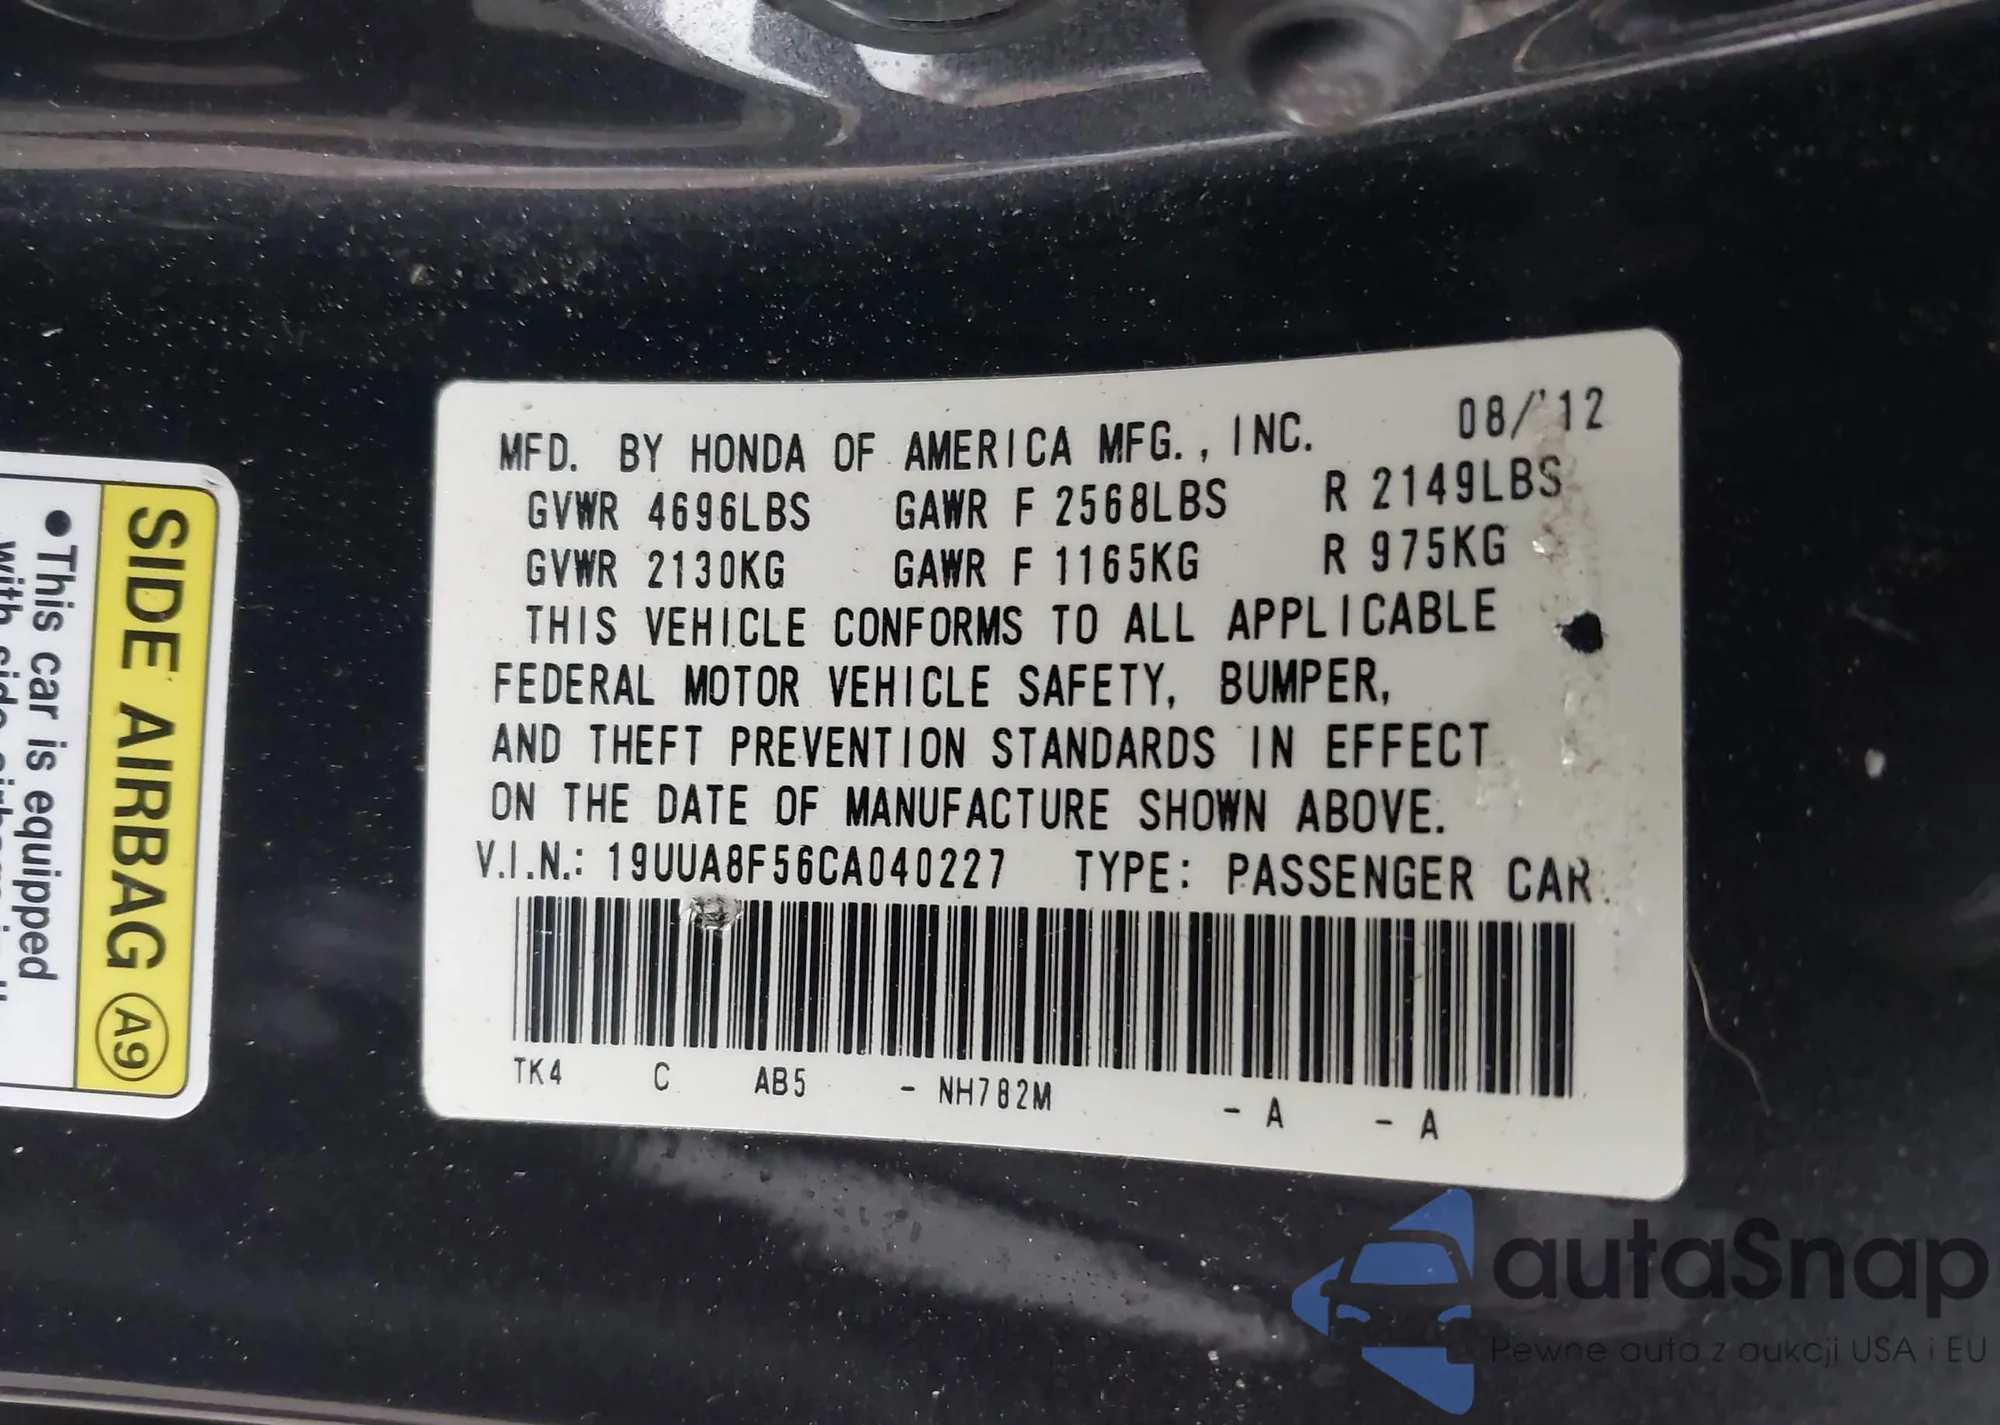 MFD. BY HONDA OF AMERICA MFG., INC. 08/'12
GVWR 4696LBS GAWR F 2568LBS R 2149LBS
GVWR 2130KG GAWR F 1165KG R 975KG
THIS VEHICLE CONFORMS TO ALL APPLICABLE
FEDERAL MOTOR VEHICLE SAFETY, BUMPER,
AND THEFT PREVENTION STANDARDS IN EFFECT
ON THE DATE OF MANUFACTURE SHOWN ABOVE.
V.I.N.: 19UUA8F56CA040227 TYPE: PASSENGER CAR
TK4 C AB5 - NH782M - A - A
SIDE AIRBAG A9
●This car is equipped
with side
autaSnap
Pewne auta z aukcji USA i EU